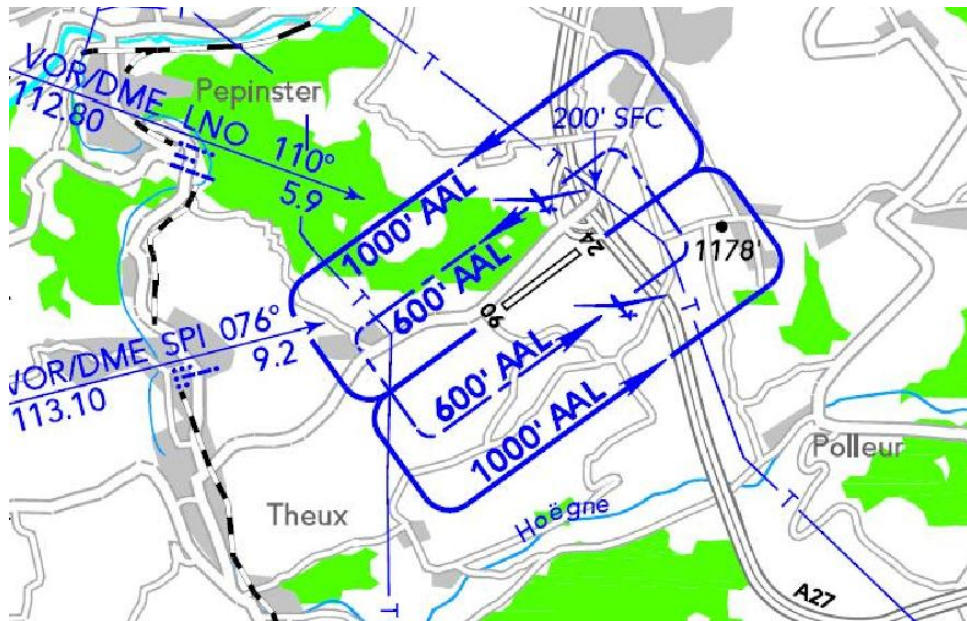 VOR/DME LNO 110°
112.80
5.9
Pepinster
200' SFC
T
T
1000' AAL
600' AAL
24
06
1178'
T
T
VOR/DME SPI 076°
113.10
9.2
600' AAL
1000' AAL
Polleur
Theux
Hoëgne
T
T
A27